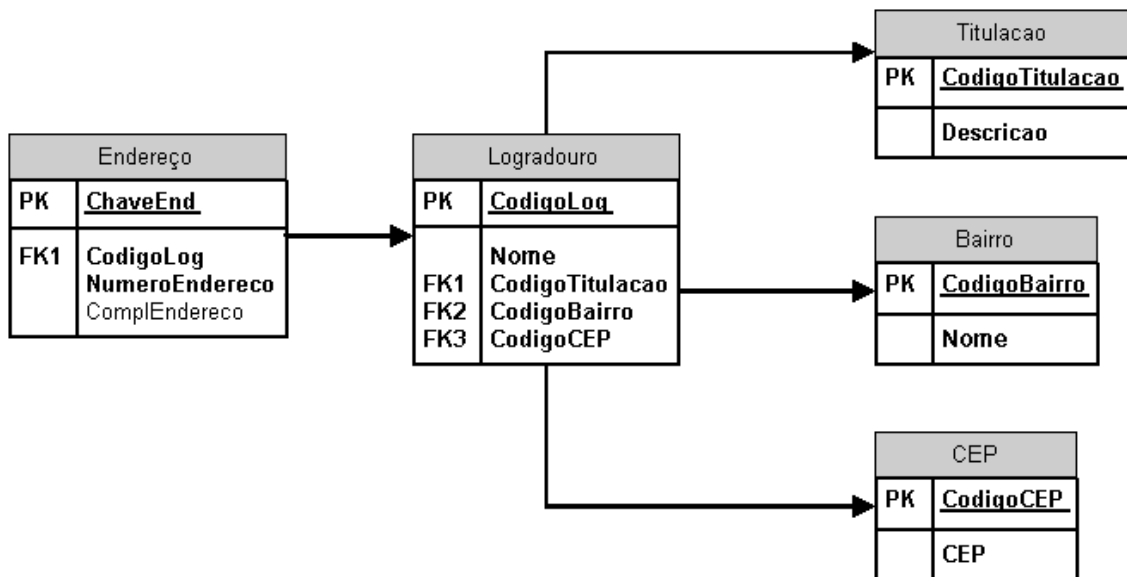 Titulacao
PK CodigoTitulacao
Descricao
Endereço
PK ChaveEnd
FK1 CodigoLog
NumeroEndereco
ComplEndereco
Logradouro
PK CodigoLog
Nome
FK1 CodigoTitulacao
FK2 CodigoBairro
FK3 CodigoCEP
Bairro
PK CodigoBairro
Nome
CEP
PK CodigoCEP
CEP